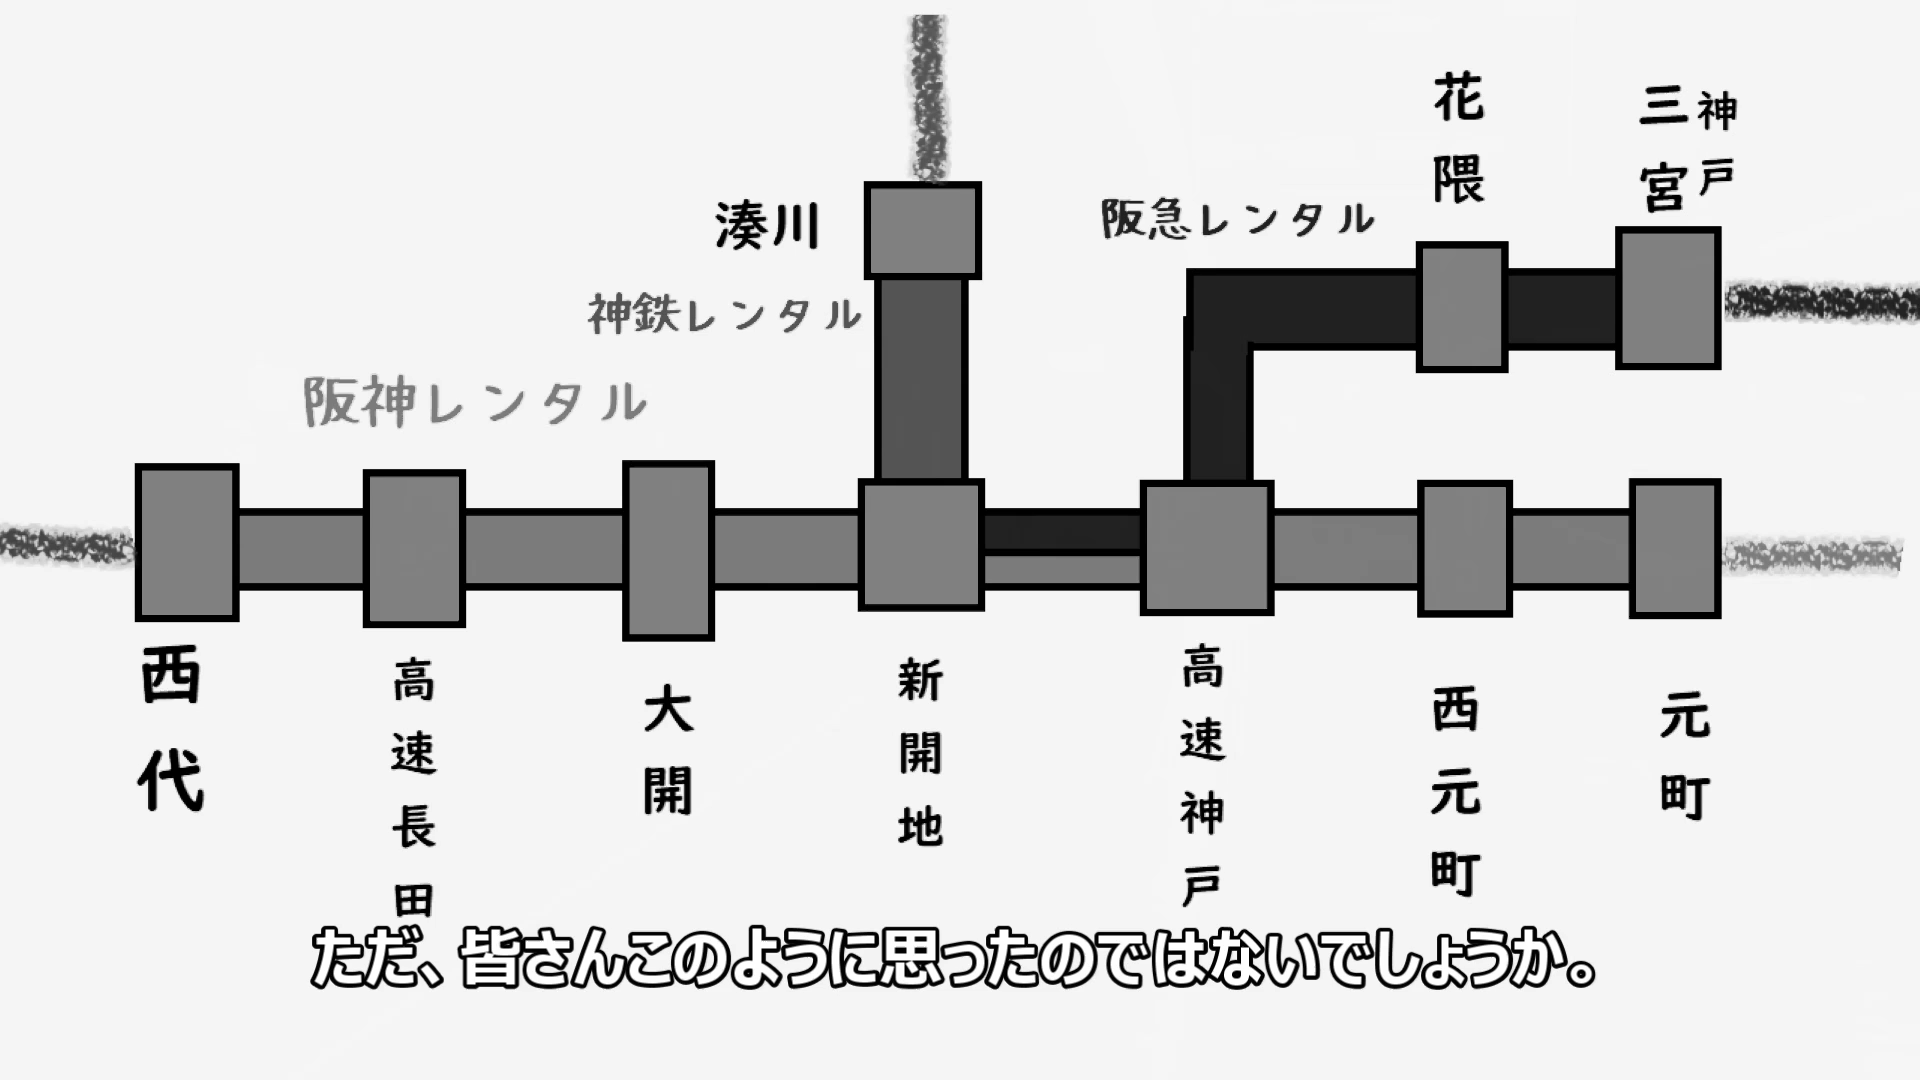 花隈
神戸三宮
湊川
阪急レンタル
神鉄レンタル
阪神レンタル
西代
高速長田
大開
新開地
高速神戸
西元町
元町
ただ、皆さんこのように思ったのではないでしょうか。